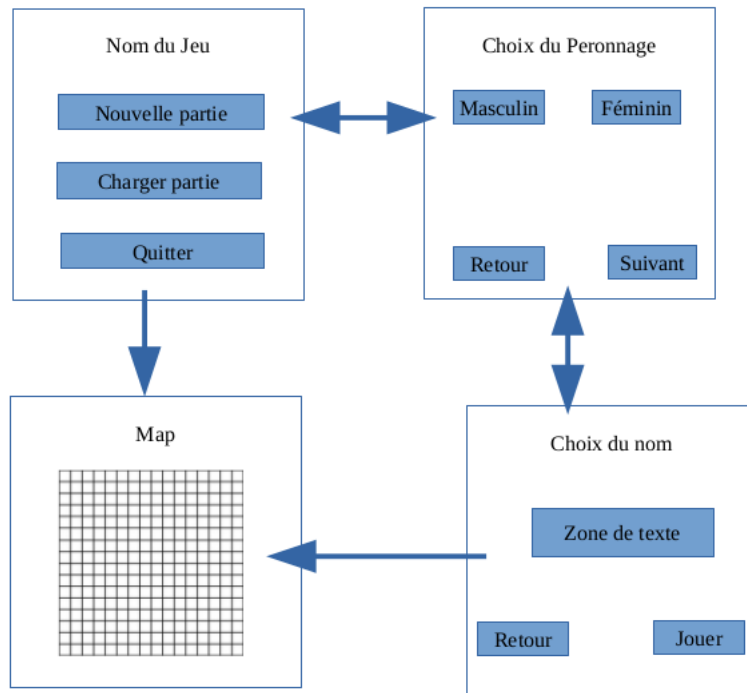 Nom du Jeu
Nouvelle partie
Charger partie
Quitter
Choix du Peronnage
Masculin
Féminin
Retour
Suivant
Map
Choix du nom
Zone de texte
Retour
Jouer